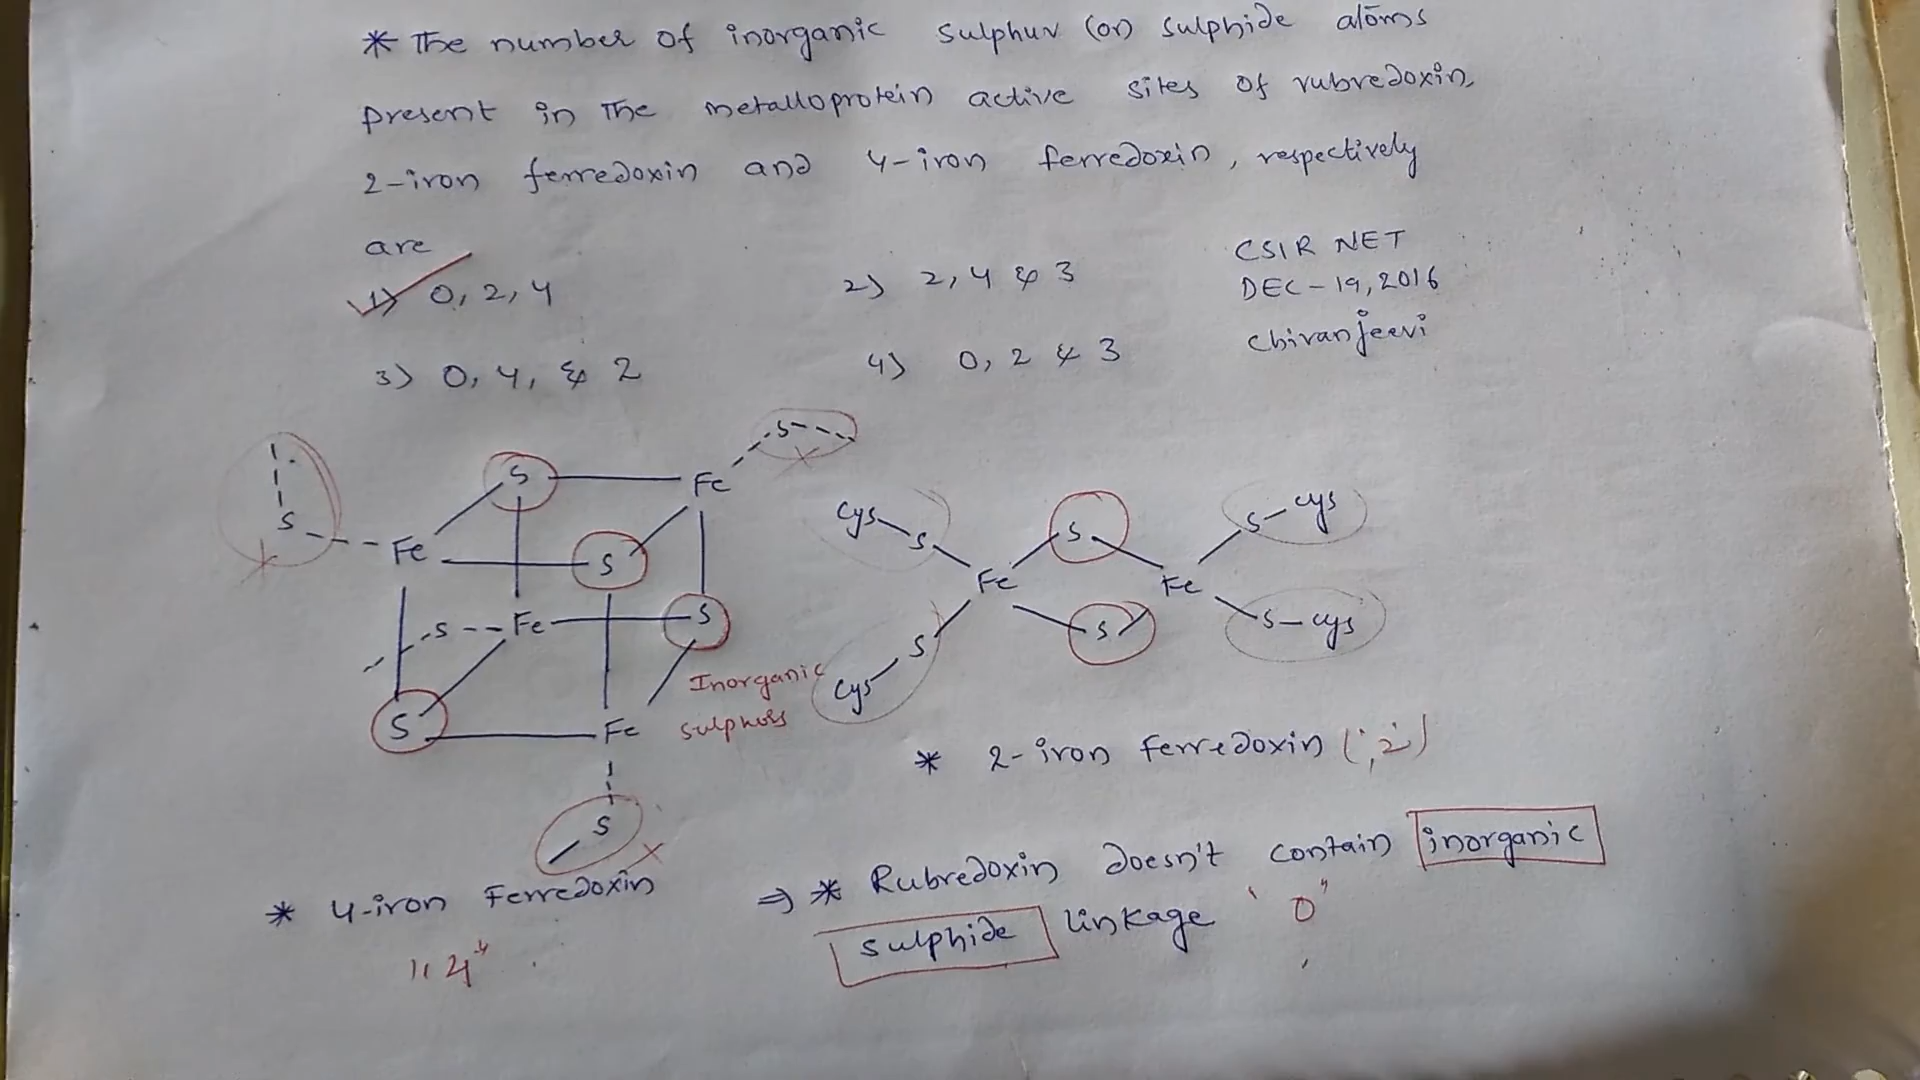 * The number of inorganic sulphur (or) sulphide atoms
present in the metalloprotein active sites of rubredoxin,
2-iron ferredoxin and 4-iron ferredoxin, respectively
are
1) 0, 2, 4
2) 2, 4 & 3
3) 0, 4, & 2
4) 0, 2 & 3
CSIR NET
DEC-19, 2016
Chiranjeevi
S
S
Fe
S
Fe
S
S
Fe
S
S
Fe
S
Inorganic
sulphurs
Cys
S
S
S
Cys
Fe
Fe
S
S
S
Cys
Cys
* 4-iron Ferredoxin
"4"
* 2-iron Ferredoxin (2)
⇒ * Rubredoxin doesn't contain inorganic
sulphide linkage "0"